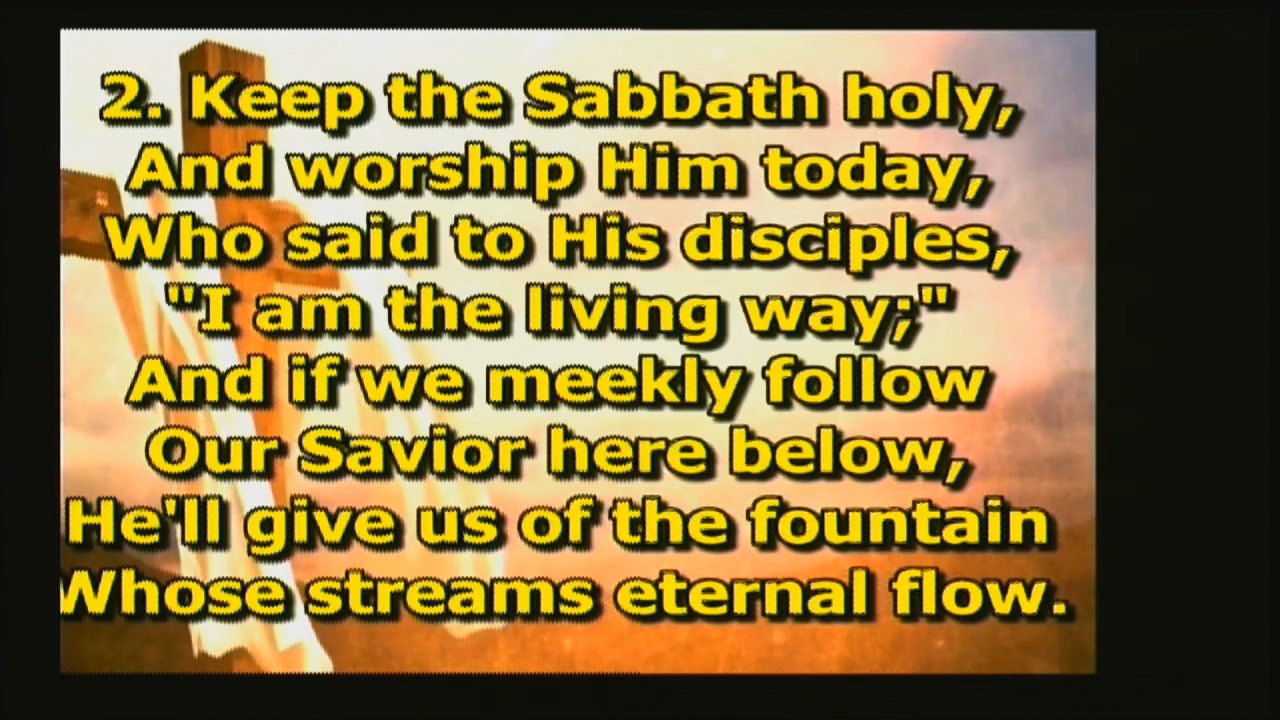 2. Keep the Sabbath holy,
And worship Him today,
Who said to His disciples,
"I am the living way;"
And if we meekly follow
Our Savior here below,
He'll give us of the fountain
Whose streams eternal flow.